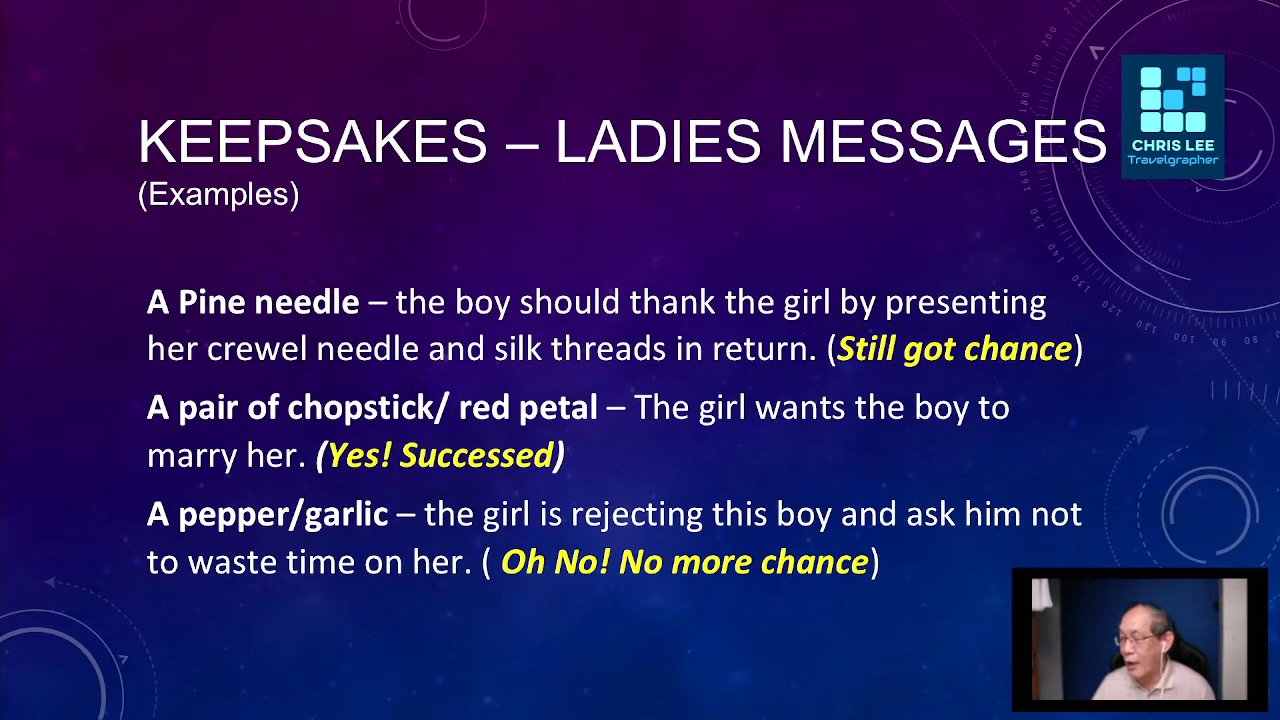 KEEPSAKES – LADIES MESSAGES
(Examples)
CHRIS LEE
Travelgrapher
A Pine needle – the boy should thank the girl by presenting
her crewel needle and silk threads in return. (Still got chance)
A pair of chopstick/ red petal – The girl wants the boy to
marry her. (Yes! Successed)
A pepper/garlic – the girl is rejecting this boy and ask him not
to waste time on her. ( Oh No! No more chance)